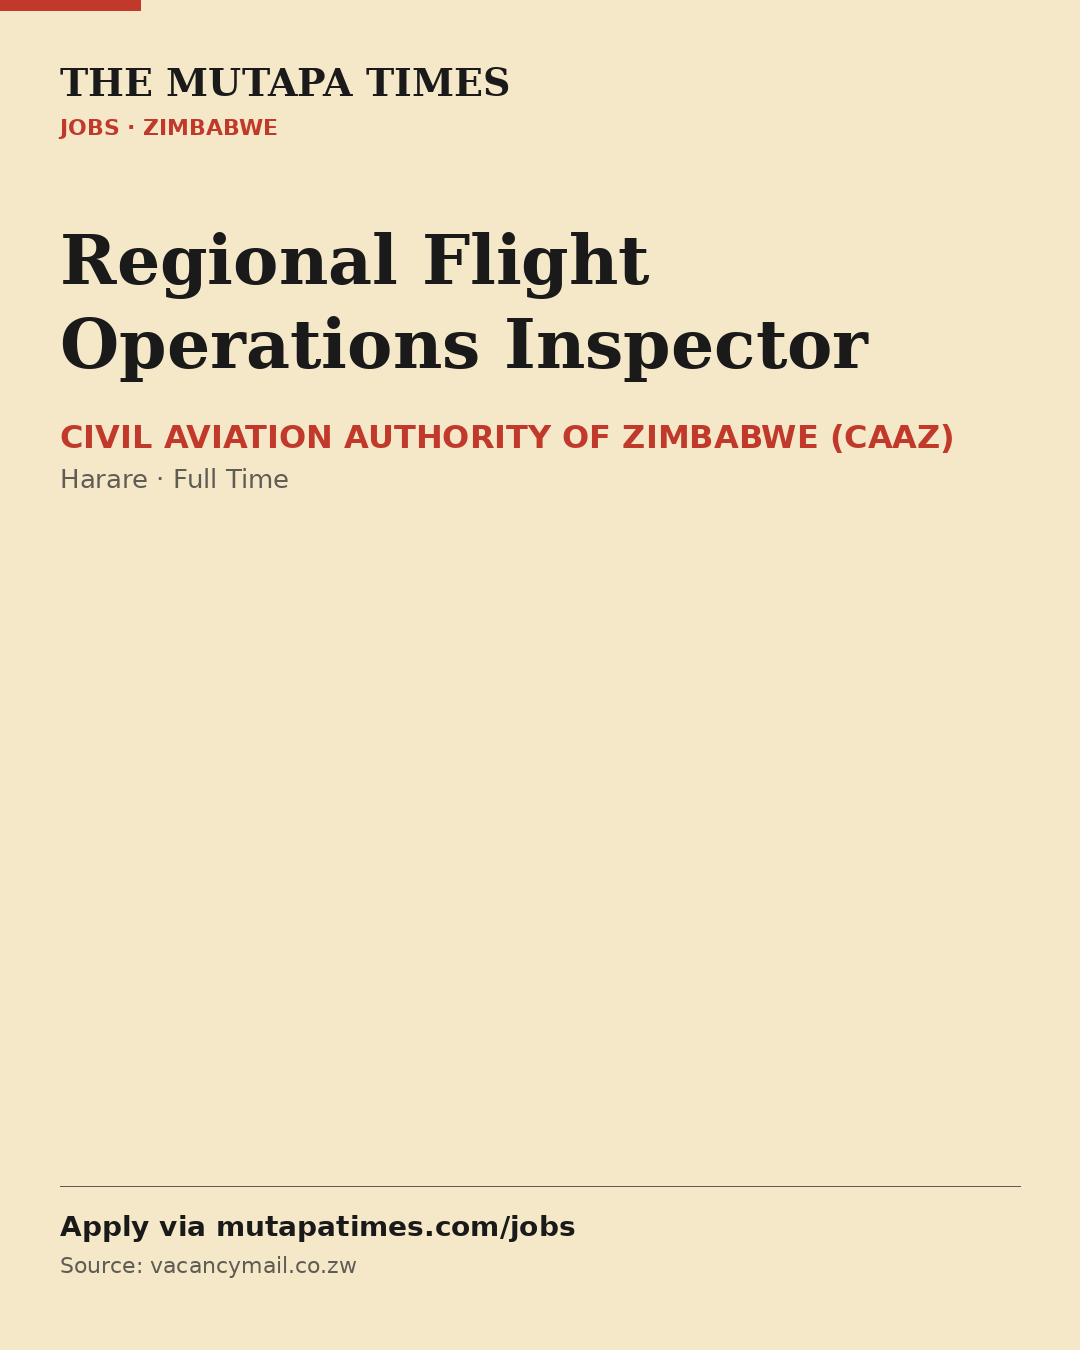 THE MUTAPA TIMES
JOBS · ZIMBABWE
Regional Flight
Operations Inspector
CIVIL AVIATION AUTHORITY OF ZIMBABWE (CAAZ)
Harare · Full Time
Apply via mutapatimes.com/jobs
Source: vacancymail.co.zw